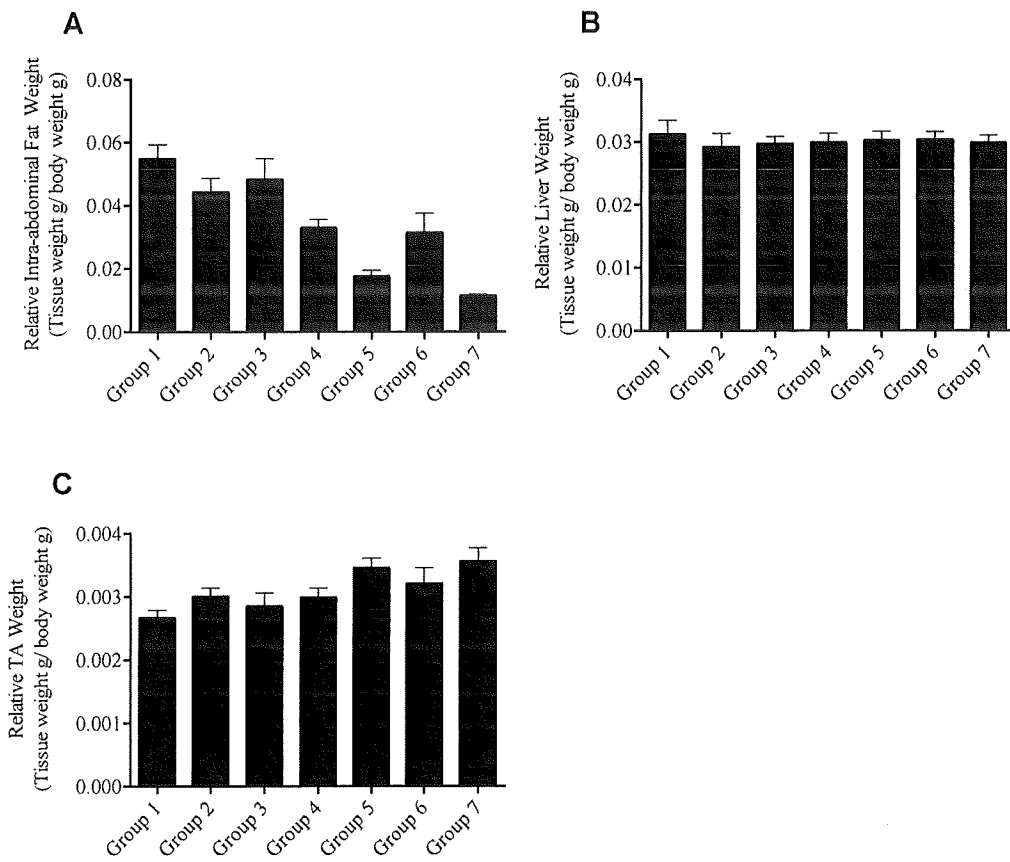 A
Relative Intra-abdominal Fat Weight
(Tissue weight g/ body weight g)
0.08
0.06
0.04
0.02
0.00
Group 1
Group 2
Group 3
Group 4
Group 5
Group 6
Group 7
B
Relative Liver Weight
(Tissue weight g/ body weight g)
0.04
0.03
0.02
0.01
0.00
Group 1
Group 2
Group 3
Group 4
Group 5
Group 6
Group 7
C
Relative TA Weight
(Tissue weight g/ body weight g)
0.004
0.003
0.002
0.001
0.000
Group 1
Group 2
Group 3
Group 4
Group 5
Group 6
Group 7